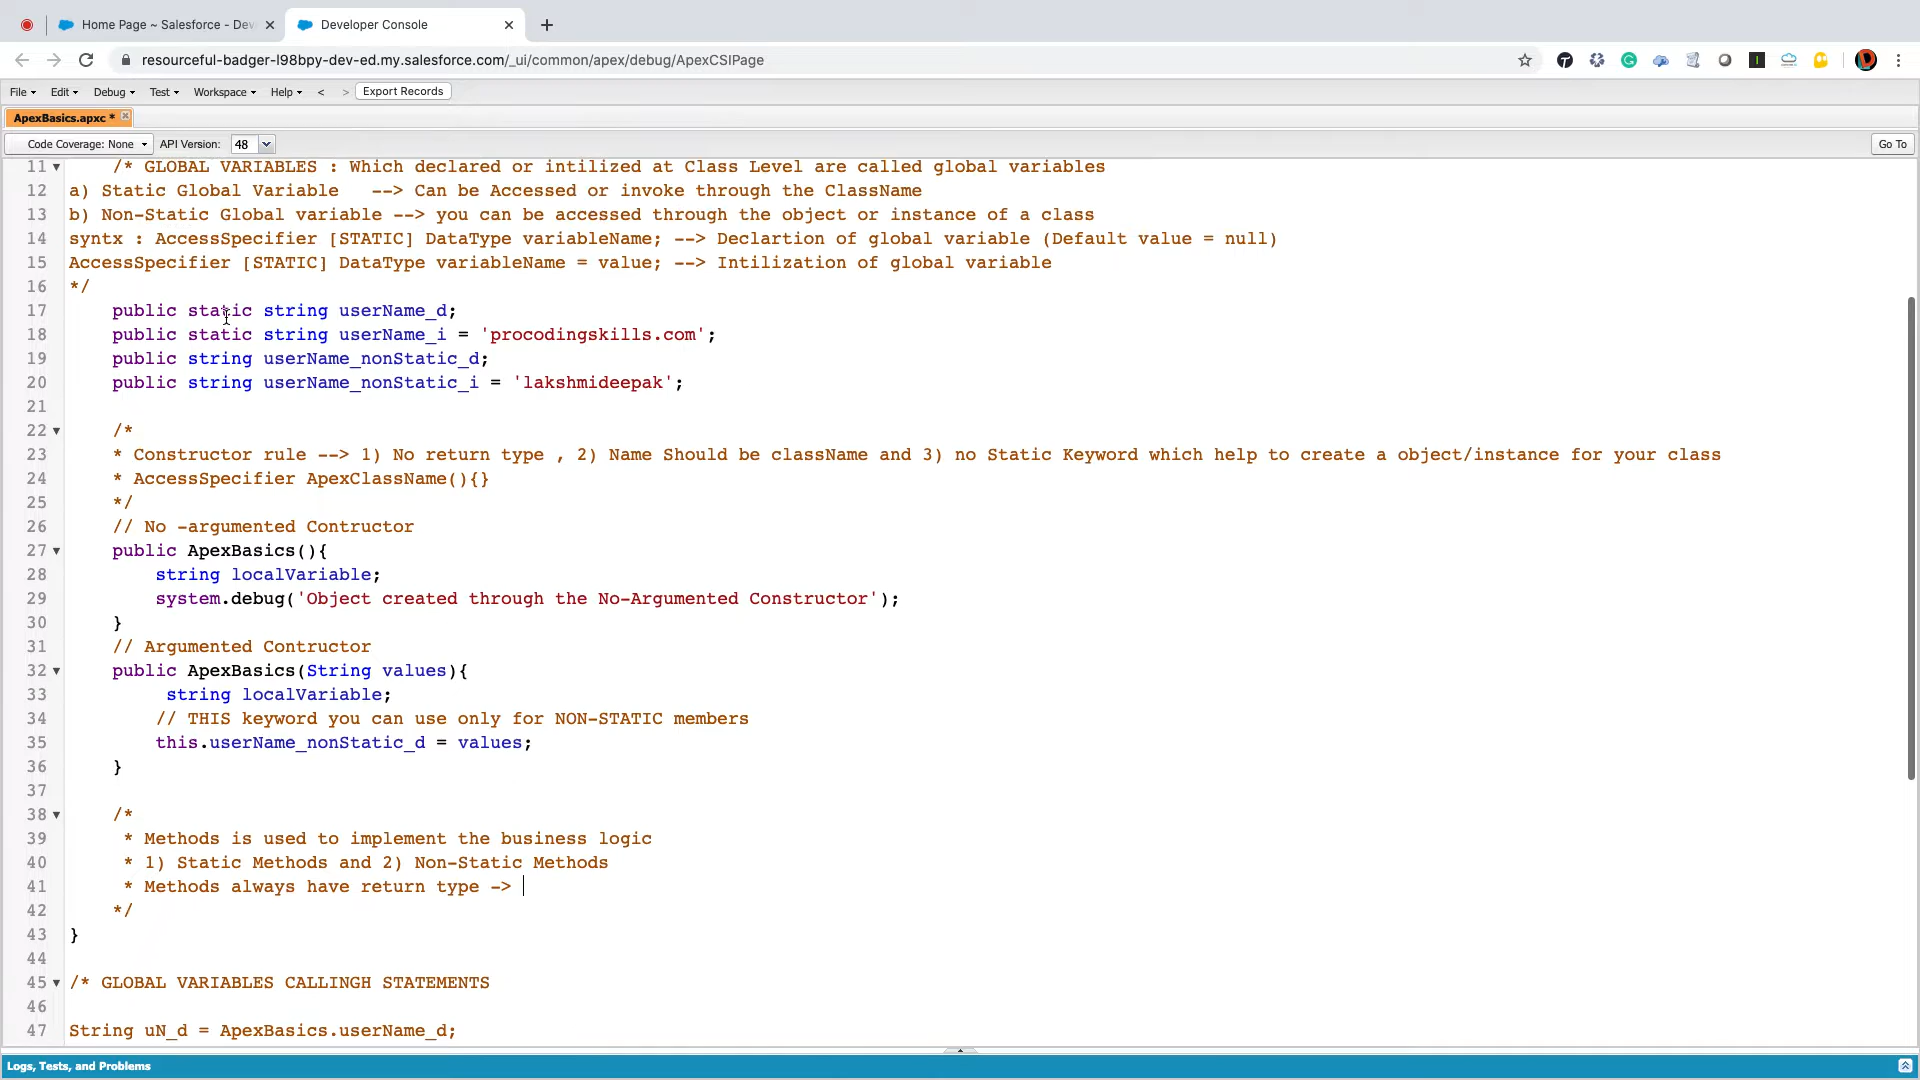 Home Page ~ Salesforce - Dev
Developer Console
resourceful-badger-l98bpy-dev-ed.my.salesforce.com/_ui/common/apex/debug/ApexCSIPage
File Edit Debug Test Workspace Help < > Export Records
ApexBasics.apxc *
Code Coverage: None API Version: 48 Go To
11 /* GLOBAL VARIABLES : Which declared or intilized at Class Level are called global variables
12 a) Static Global Variable --> Can be Accessed or invoke through the ClassName
13 b) Non-Static Global variable --> you can be accessed through the object or instance of a class
14 syntx : AccessSpecifier [STATIC] DataType variableName; --> Declartion of global variable (Default value = null)
15 AccessSpecifier [STATIC] DataType variableName = value; --> Intilization of global variable
16 */
17 public static string userName_d;
18 public static string userName_i = 'procodingskills.com';
19 public string userName_nonStatic_d;
20 public string userName_nonStatic_i = 'lakshmideepak';
21
22 /*
23 * Constructor rule --> 1) No return type , 2) Name Should be className and 3) no Static Keyword which help to create a object/instance for your class
24 * AccessSpecifier ApexClassName(){}
25 */
26 // No -argumented Contructor
27 public ApexBasics(){
28 string localVariable;
29 system.debug('Object created through the No-Argumented Constructor');
30 }
31 // Argumented Contructor
32 public ApexBasics(String values){
33 string localVariable;
34 // THIS keyword you can use only for NON-STATIC members
35 this.userName_nonStatic_d = values;
36 }
37
38 /*
39 * Methods is used to implement the business logic
40 * 1) Static Methods and 2) Non-Static Methods
41 * Methods always have return type ->
42 */
43 }
44
45 /* GLOBAL VARIABLES CALLINGH STATEMENTS
46
47 String uN_d = ApexBasics.userName_d;
Logs, Tests, and Problems